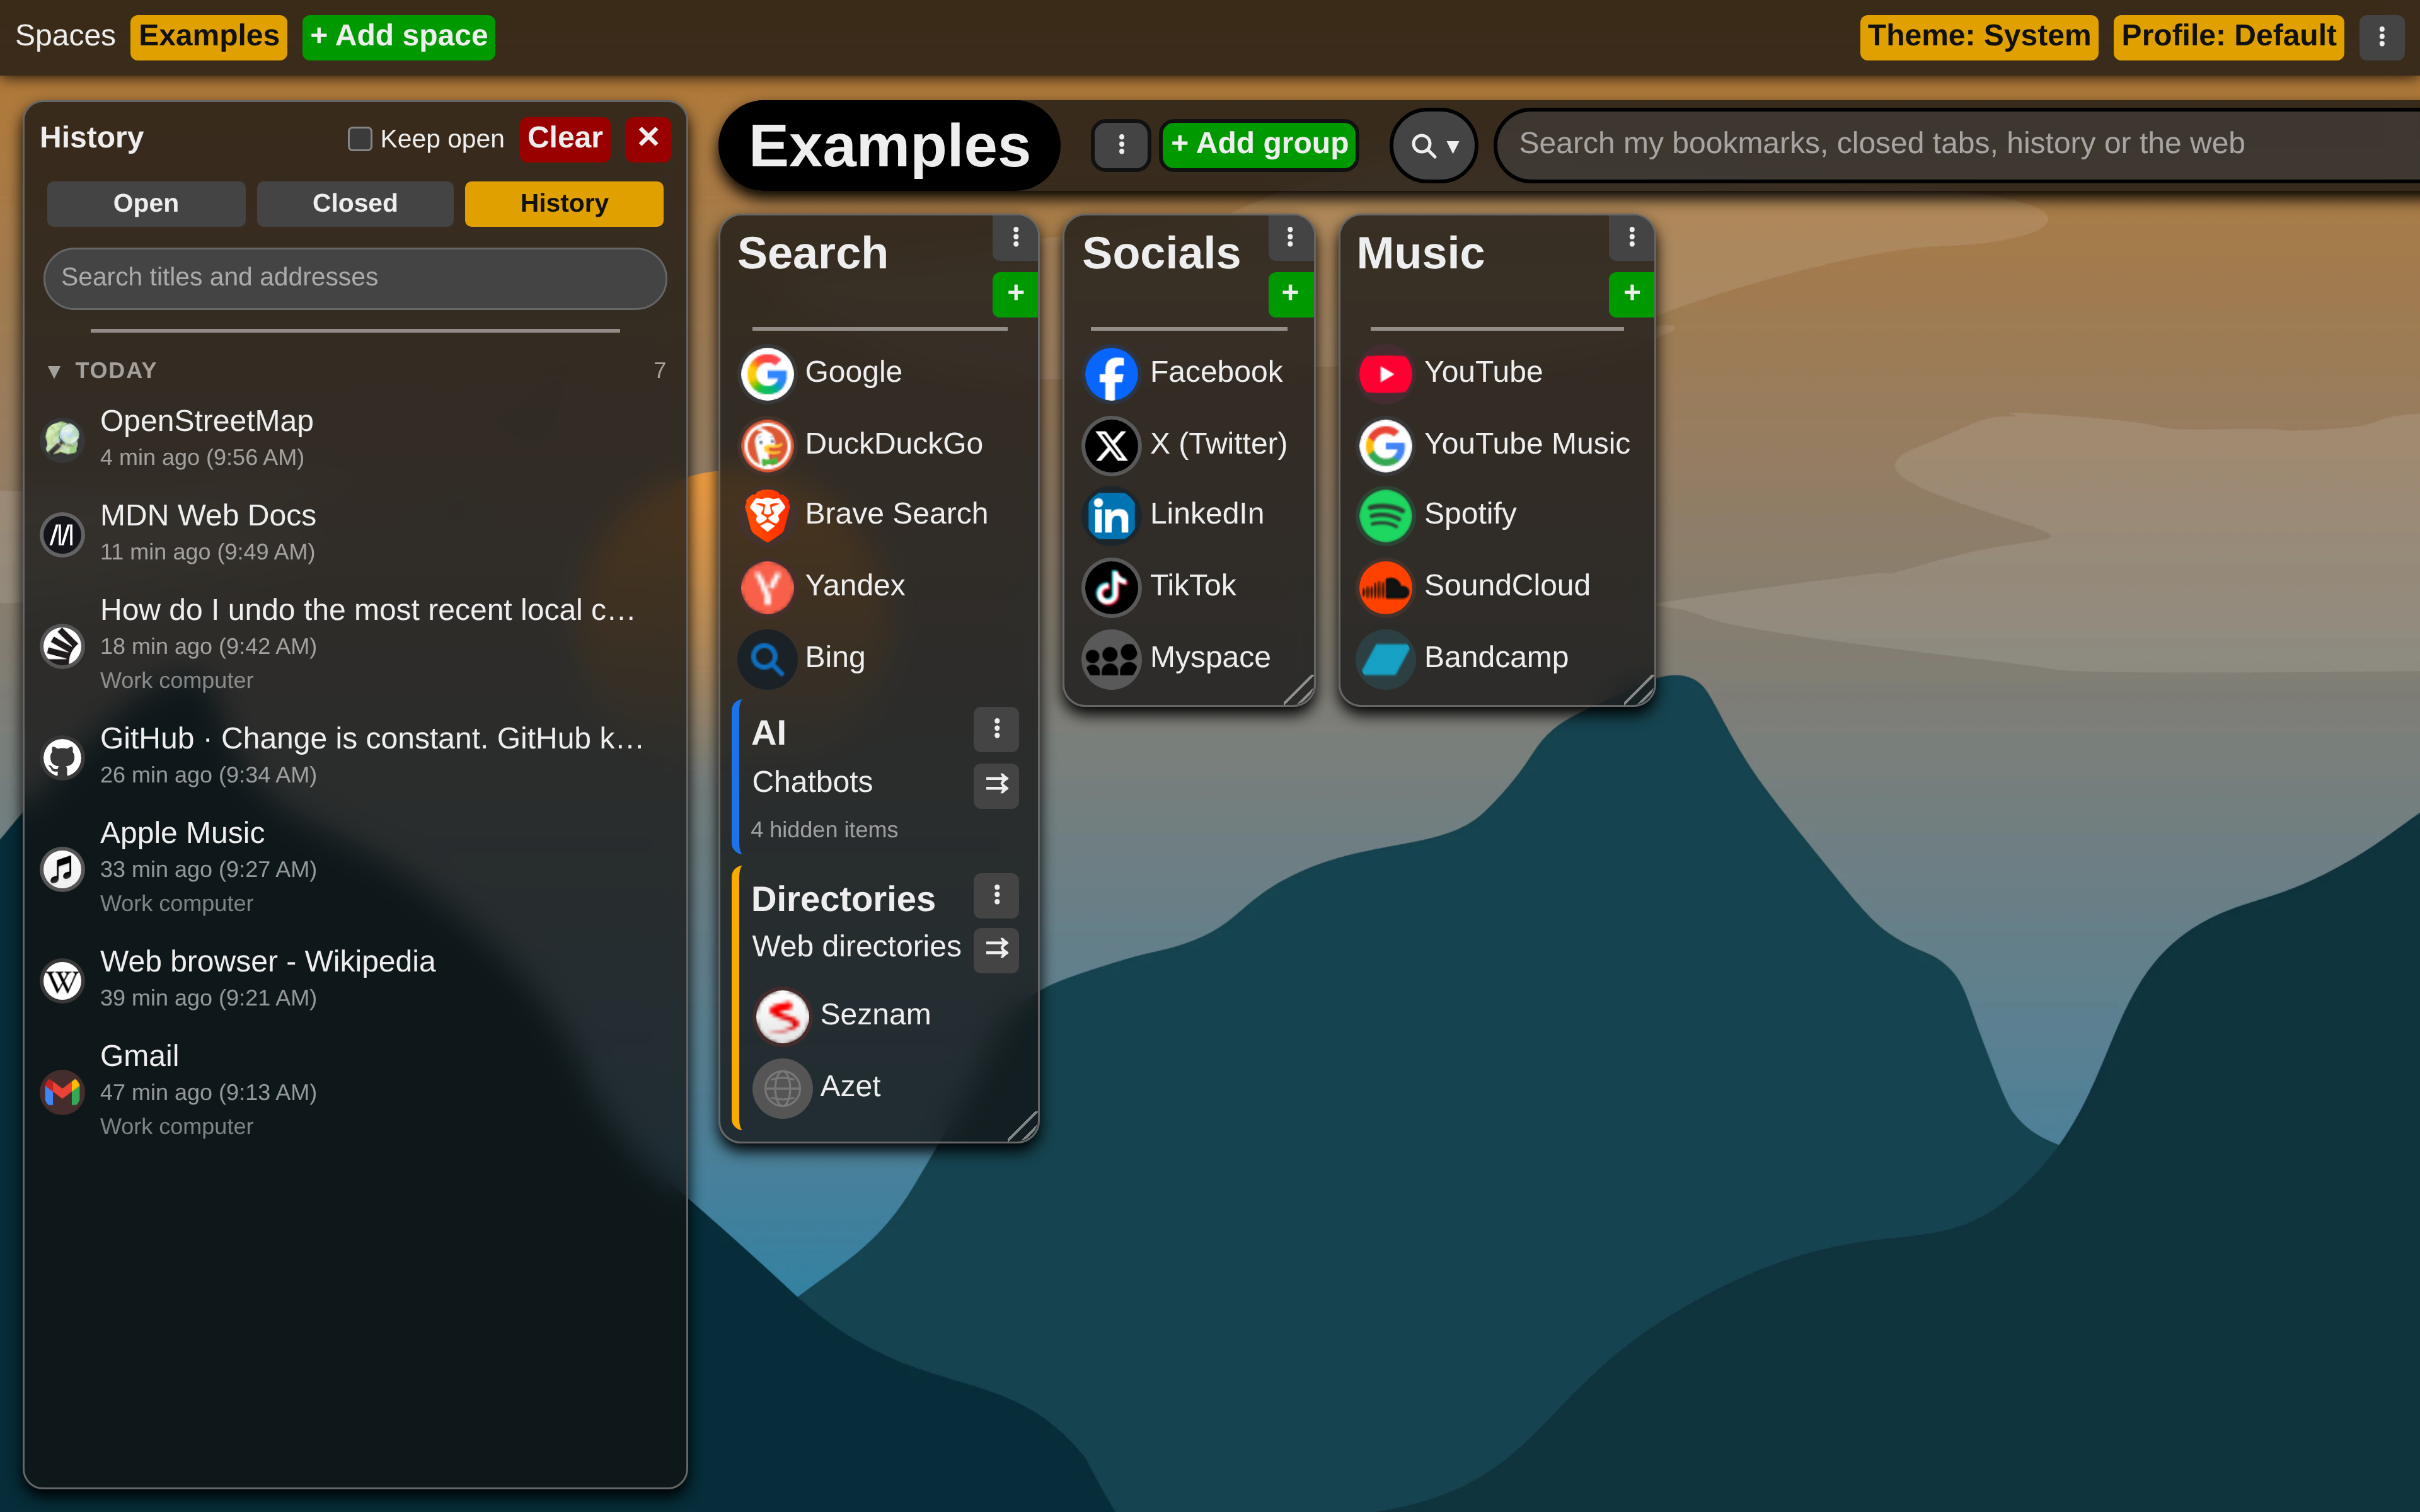 Spaces Examples + Add space Theme: System Profile: Default
History Keep open Clear ✕
Open Closed History
Search titles and addresses
▼ TODAY 7
OpenStreetMap
4 min ago (9:56 AM)
MDN Web Docs
11 min ago (9:49 AM)
How do I undo the most recent local c…
18 min ago (9:42 AM)
Work computer
GitHub · Change is constant. GitHub k…
26 min ago (9:34 AM)
Apple Music
33 min ago (9:27 AM)
Work computer
Web browser - Wikipedia
39 min ago (9:21 AM)
Gmail
47 min ago (9:13 AM)
Work computer
Examples + Add group Search my bookmarks, closed tabs, history or the web
Search
+
Google
DuckDuckGo
Brave Search
Yandex
Bing
AI
Chatbots
4 hidden items
Directories
Web directories
Seznam
Azet
Socials
+
Facebook
X (Twitter)
LinkedIn
TikTok
Myspace
Music
+
YouTube
YouTube Music
Spotify
SoundCloud
Bandcamp